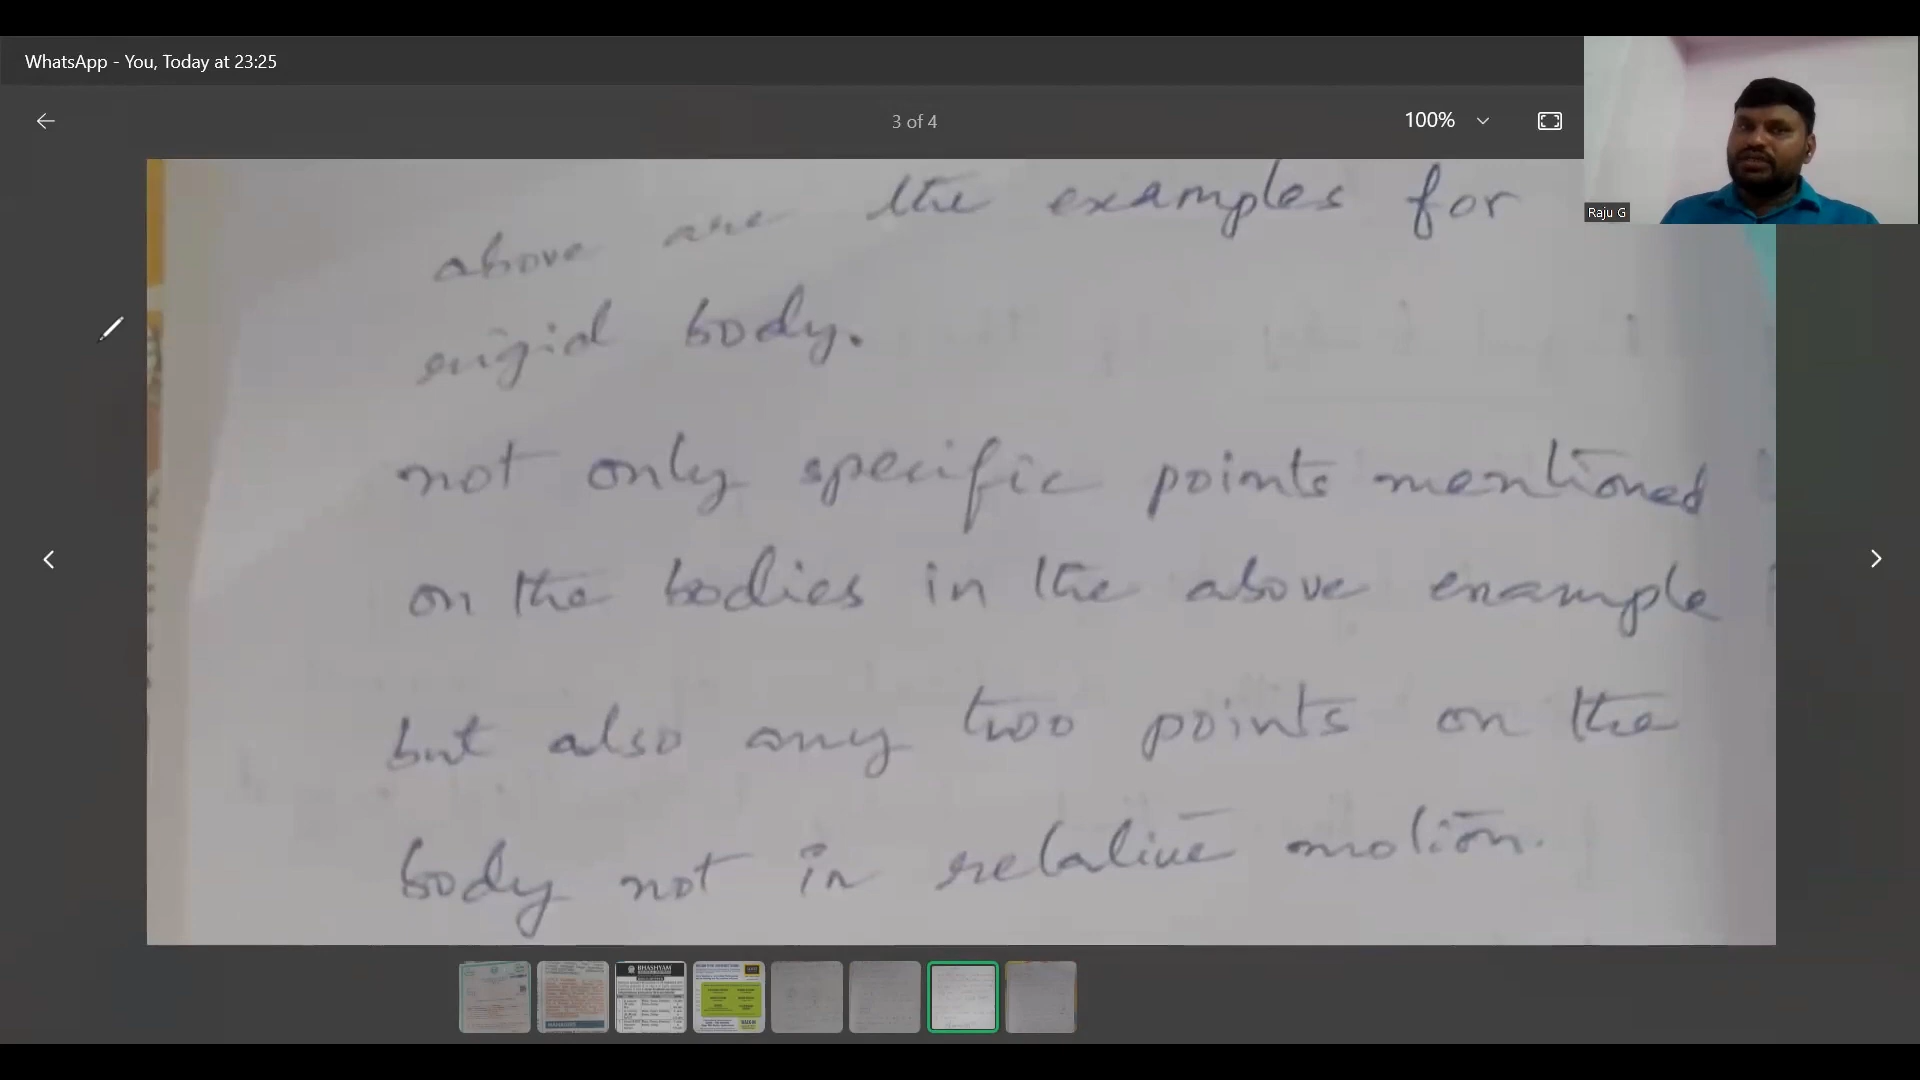 WhatsApp - You, Today at 23:25
3 of 4
100%
Raju G
above are the examples for
rigid body.
not only specific points mentioned
on the bodies in the above example
but also any two points on the
body not in relative motion.
BHASHYAM